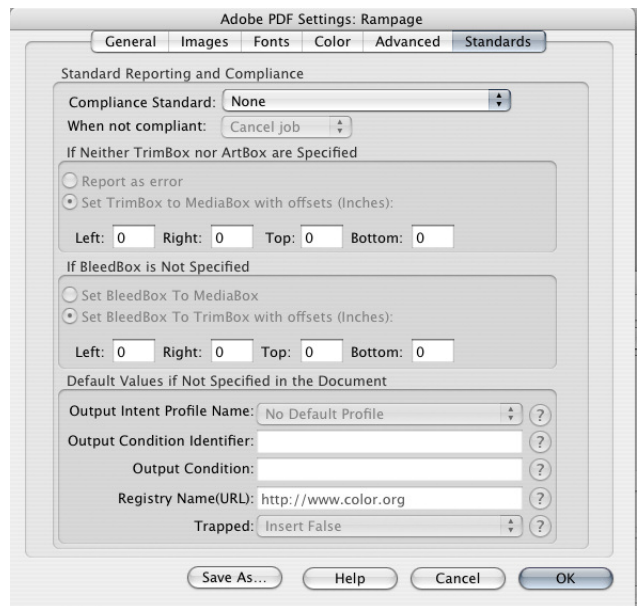 Adobe PDF Settings: Rampage
General Images Fonts Color Advanced Standards
Standard Reporting and Compliance
Compliance Standard: None
When not compliant: Cancel job
If Neither TrimBox nor ArtBox are Specified
Report as error
Set TrimBox to MediaBox with offsets (Inches):
Left: 0 Right: 0 Top: 0 Bottom: 0
If BleedBox is Not Specified
Set BleedBox To MediaBox
Set BleedBox To TrimBox with offsets (Inches):
Left: 0 Right: 0 Top: 0 Bottom: 0
Default Values if Not Specified in the Document
Output Intent Profile Name: No Default Profile ?
Output Condition Identifier: ?
Output Condition: ?
Registry Name(URL): http://www.color.org ?
Trapped: Insert False ?
Save As... Help Cancel OK